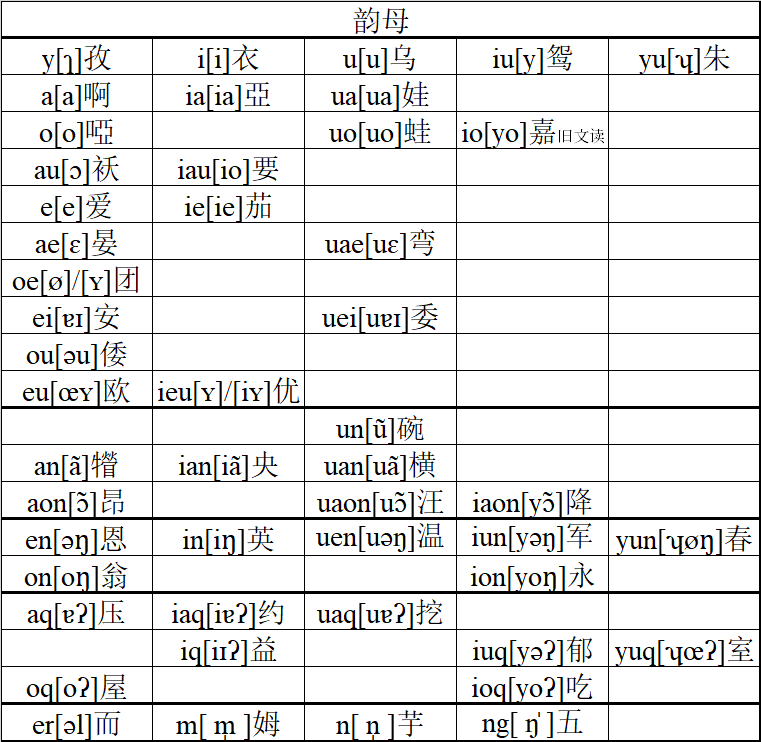 韵母
y[ʅ]孜 i[i]衣 u[u]乌 iu[y]鸳 yu[ʮ]朱
a[a]啊 ia[ia]亞 ua[ua]娃
o[o]啞 uo[uo]蛙 io[yo]嘉旧文读
au[ɔ]袄 iau[io]要
e[e]爱 ie[ie]茄
ae[ɛ]晏 uae[uɛ]弯
oe[ø]/[ʏ]团
ei[ɐɪ]安 uei[uɐɪ]委
ou[əu]倭
eu[œʏ]欧 ieu[ʏ]/[iʏ]优
un[ũ]碗
an[ã] ian[iã]央 uan[uã]横
aon[ɔ̃]昂 uaon[uɔ̃]汪 iaon[yɔ̃]降
en[əŋ]恩 in[iŋ]英 uen[uəŋ]温 iun[yəŋ]军 yun[ʮøŋ]春
on[oŋ]翁 ion[yoŋ]永
aq[ɐʔ]压 iaq[iɐʔ]约 uaq[uɐʔ]挖
iq[iɪʔ]益 iuq[yəʔ]郁 yuq[ʮœʔ]室
oq[oʔ]屋 ioq[yoʔ]吃
er[əl]而 m[ m̩ ]姆 n[ n̩ ]芋 ng[ ŋ̍ ]五